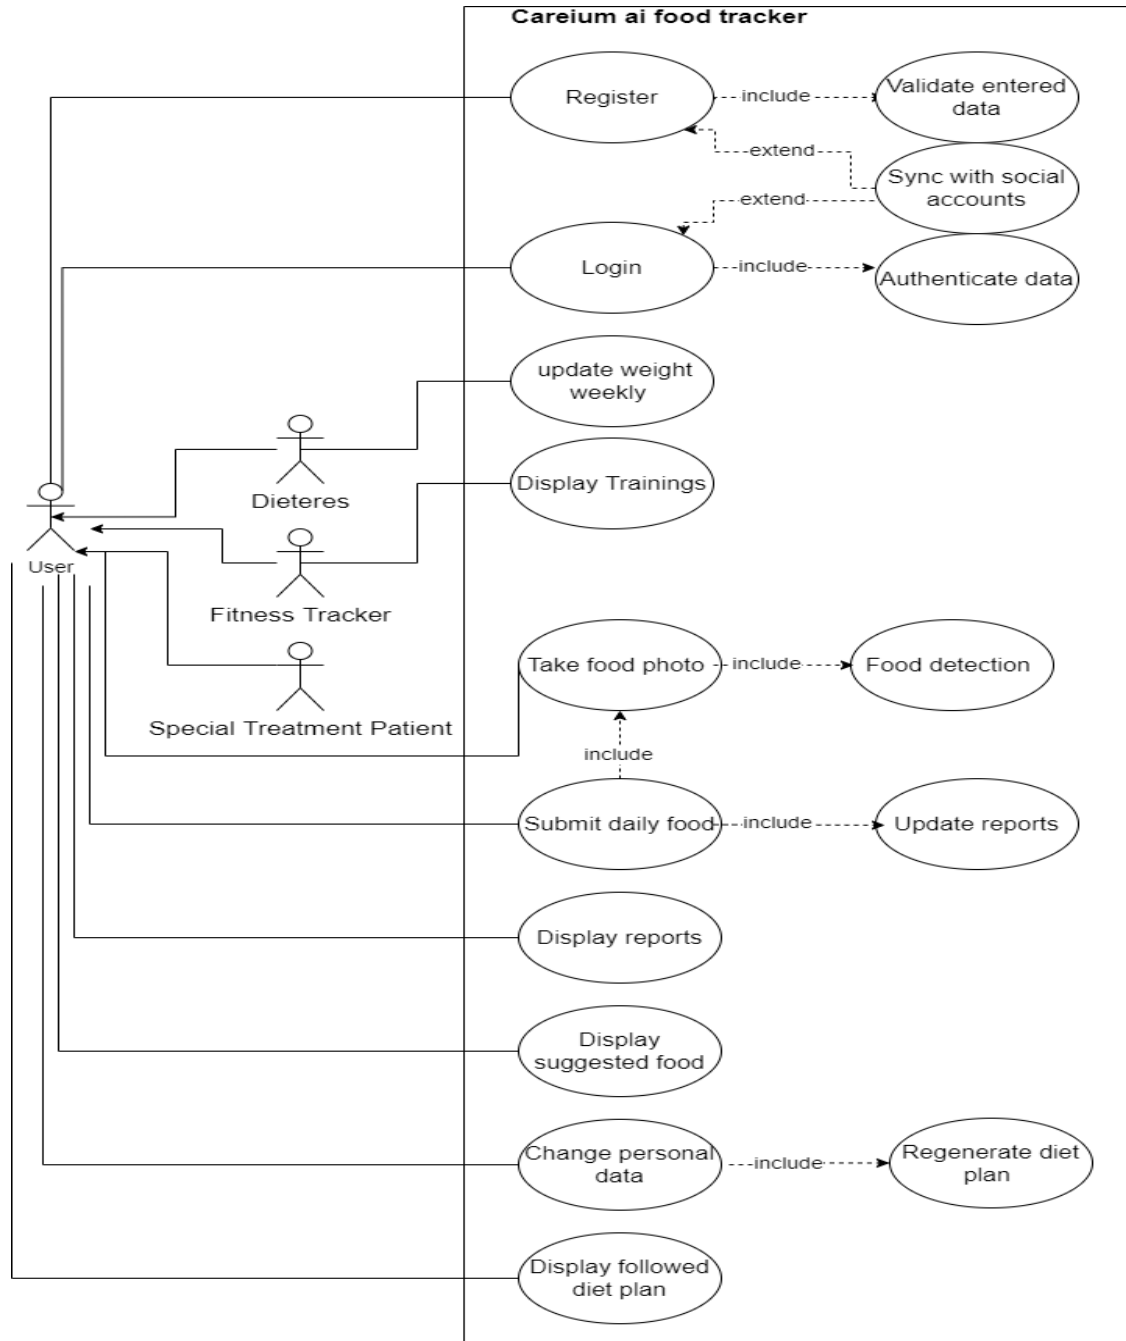 Careium ai food tracker
Register
include
Validate entered
data
extend
Sync with social
accounts
extend
Login
include
Authenticate data
update weight
weekly
Dieteres
Display Trainings
User
Fitness Tracker
Take food photo
include
Food detection
Special Treatment Patient
include
Submit daily food
include
Update reports
Display reports
Display
suggested food
Change personal
data
include
Regenerate diet
plan
Display followed
diet plan